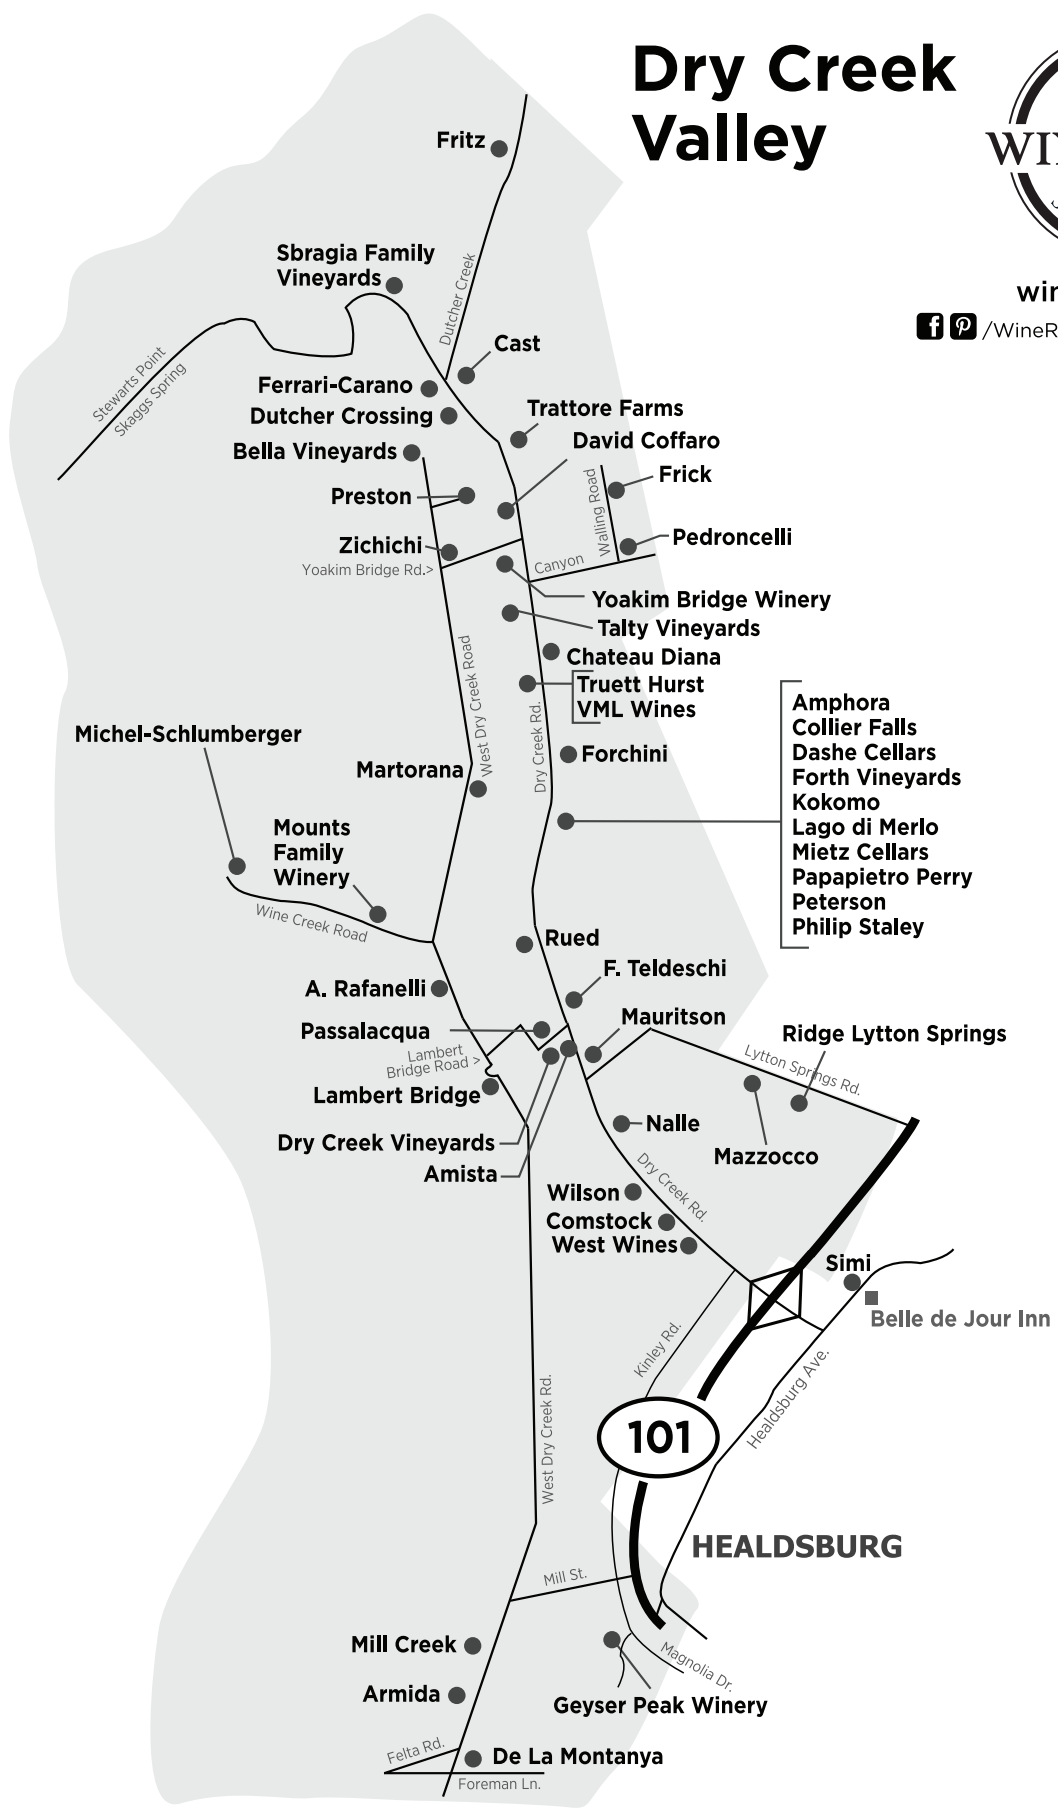 Dry Creek
Valley
WI
win
/WineR
Fritz
Sbragia Family
Vineyards
Dutcher Creek
Cast
Stewarts Point
Skaggs Spring
Ferrari-Carano
Dutcher Crossing
Trattore Farms
David Coffaro
Bella Vineyards
Frick
Preston
Walling Road
Pedroncelli
Zichichi
Yoakim Bridge Rd.>
Canyon
Yoakim Bridge Winery
Talty Vineyards
Chateau Diana
West Dry Creek Road
Truett Hurst
VML Wines
Dry Creek Rd.
Michel-Schlumberger
Forchini
Martorana
Amphora
Collier Falls
Dashe Cellars
Forth Vineyards
Kokomo
Lago di Merlo
Mietz Cellars
Papapietro Perry
Peterson
Philip Staley
Mounts
Family
Winery
Wine Creek Road
Rued
F. Teldeschi
A. Rafanelli
Mauritson
Passalacqua
Ridge Lytton Springs
Lambert
Bridge Road >
Lytton Springs Rd.
Lambert Bridge
Nalle
Dry Creek Vineyards
Mazzocco
Amista
Dry Creek Rd.
Wilson
Comstock
West Wines
Simi
Belle de Jour Inn
Kinley Rd.
Healdsburg Ave.
101
West Dry Creek Rd.
HEALDSBURG
Mill St.
Mill Creek
Magnolia Dr.
Armida
Geyser Peak Winery
Felta Rd.
De La Montanya
Foreman Ln.